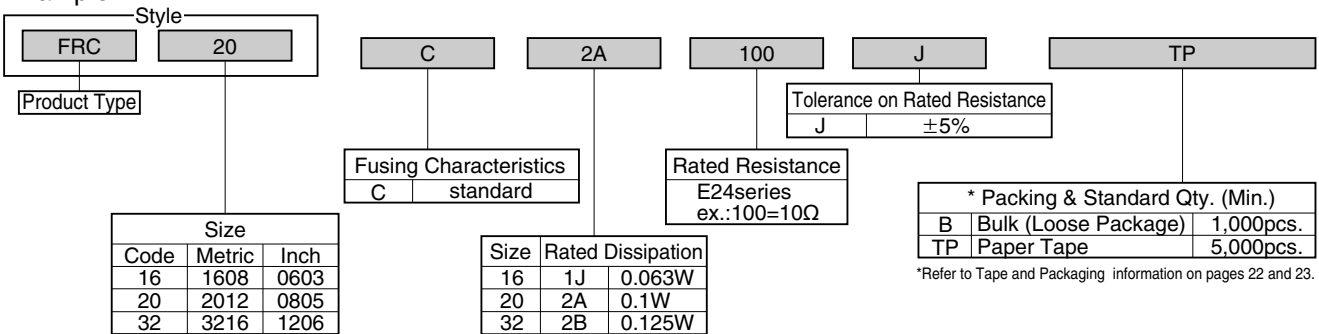 Style
FRC 20 C 2A 100 J TP
Product Type
Tolerance on Rated Resistance
J ±5%
Fusing Characteristics
C standard
Rated Resistance
E24series
ex.:100=10Ω
* Packing & Standard Qty. (Min.)
B Bulk (Loose Package) 1,000pcs.
TP Paper Tape 5,000pcs.
*Refer to Tape and Packaging information on pages 22 and 23.
Size
Code Metric Inch
16 1608 0603
20 2012 0805
32 3216 1206
Size Rated Dissipation
16 1J 0.063W
20 2A 0.1W
32 2B 0.125W